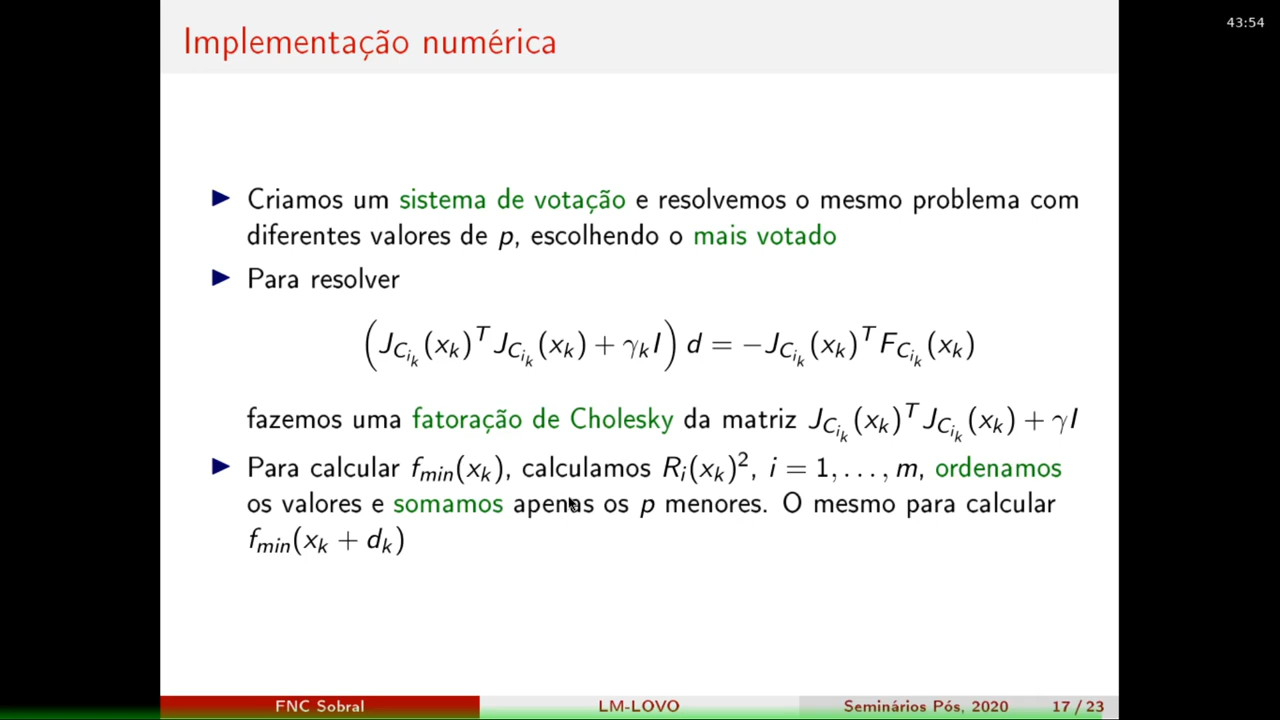 43:54
Implementação numérica
▶ Criamos um sistema de votação e resolvemos o mesmo problema com
diferentes valores de p, escolhendo o mais votado
▶ Para resolver
(J_{C_{i_k}}(x_k)^T J_{C_{i_k}}(x_k) + γ_k I) d = −J_{C_{i_k}}(x_k)^T F_{C_{i_k}}(x_k)
fazemos uma fatoração de Cholesky da matriz J_{C_{i_k}}(x_k)^T J_{C_{i_k}}(x_k) + γI
▶ Para calcular f_{min}(x_k), calculamos R_i(x_k)^2, i = 1, . . . , m, ordenamos
os valores e somamos apenas os p menores. O mesmo para calcular
f_{min}(x_k + d_k)
FNC Sobral LM-LOVO Seminários Pós, 2020 17 / 23